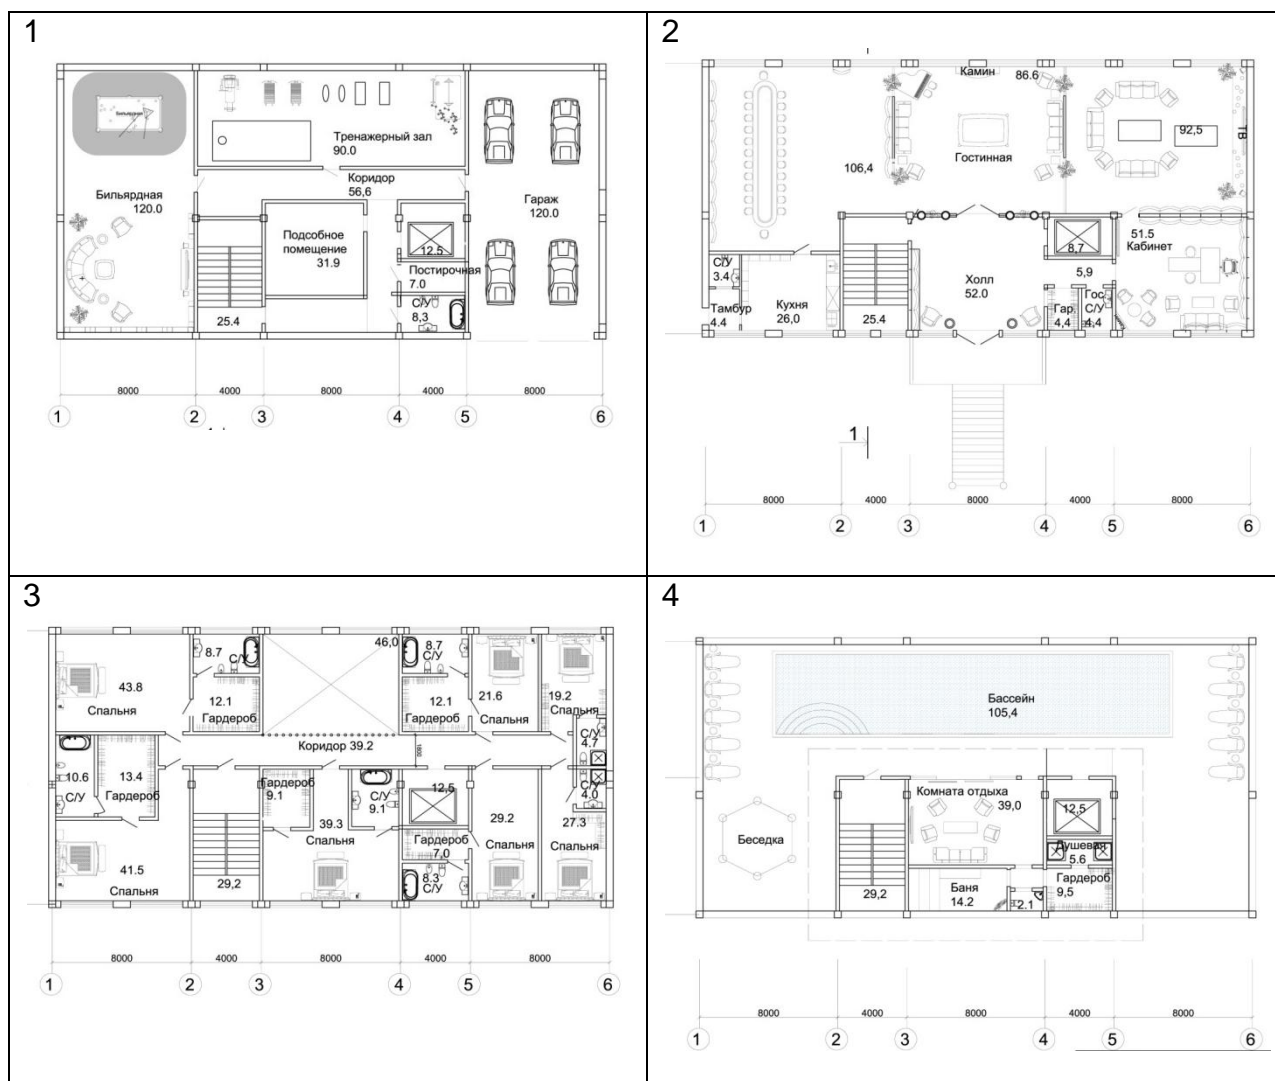 1
Бильярдная
Тренажерный зал
90.0
Коридор
56,6
Бильярдная
120.0
Гараж
120.0
Подсобное
помещение
31.9
12.5
Постирочная
7.0
С/У
8,3
25.4
8000 4000 8000 4000 8000
1 2 3 4 5 6
2
Камин 86.6
92,5
ТВ
Гостинная
106,4
51.5
Кабинет
8,7
С/У
3.4
5,9
Холл
52.0
Тамбур
4.4
Кухня
26,0
25.4
Гар
4,4
Гос
С/У
4,4
1
8000 4000 8000 4000 8000
1 2 3 4 5 6
3
46,0
8.7
С/У
8.7
С/У
43.8
Спальня
12.1
Гардероб
12.1
Гардероб
21.6
Спальня
19.2
Спальня
Коридор 39.2
1800
С/У
4.7
10.6
С/У
13.4
Гардероб
Гардероб
9.1
С/У
9.1
12,5
С/У
4.0
29.2
Спальня
27.3
Спальня
39.3
Спальня
Гардероб
7,0
8.3
С/У
41.5
Спальня
29,2
8000 4000 8000 4000 8000
1 2 3 4 5 6
4
Бассейн
105,4
Комната отдыха
39,0
12,5
Беседка
Душевая
5.6
Гардероб
9,5
Баня
14.2
2.1
29,2
8000 4000 8000 4000 8000
1 2 3 4 5 6